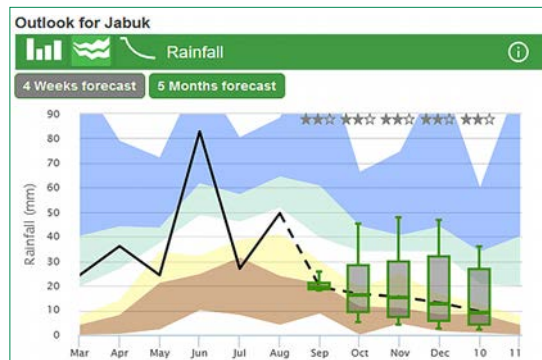 Outlook for Jabuk
Rainfall
4 Weeks forecast
5 Months forecast
Rainfall (mm)
90
80
70
60
50
40
30
20
10
0
Mar Apr May Jun Jul Aug Sep Oct Nov Dec 10 11